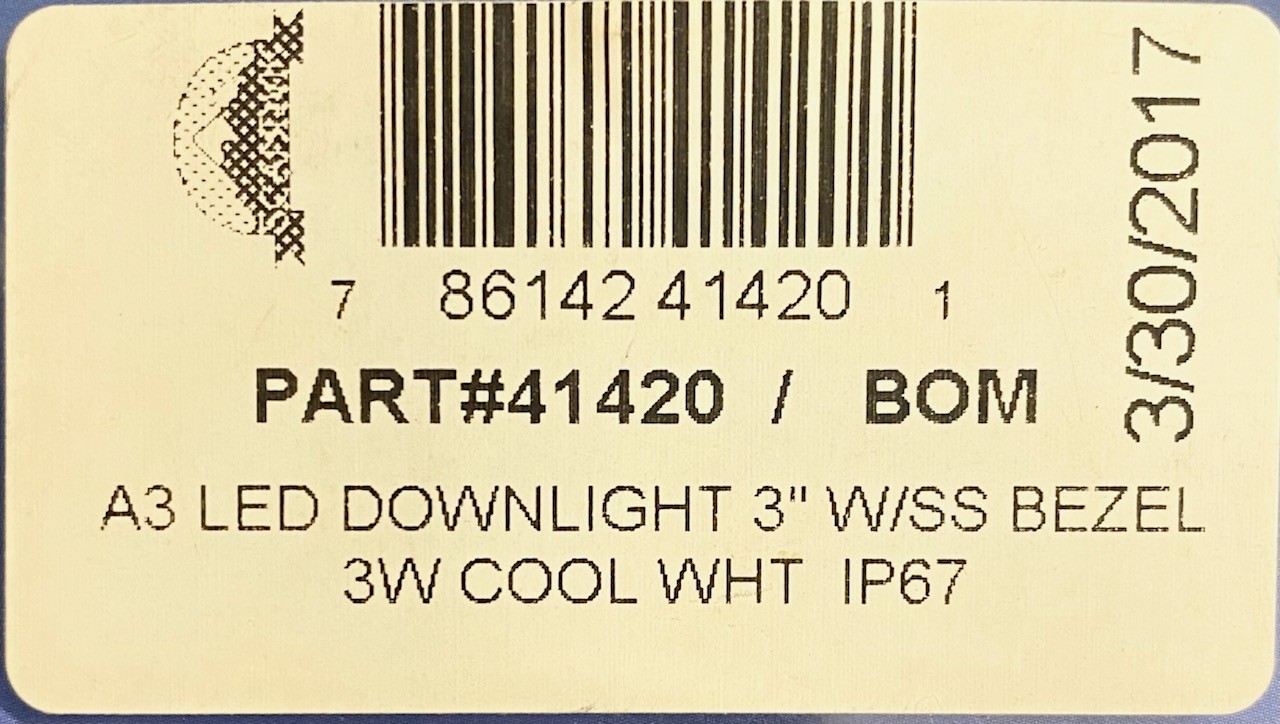 7 86142 41420 1
PART#41420 / BOM
A3 LED DOWNLIGHT 3" W/SS BEZEL
3W COOL WHT IP67
3/30/2017